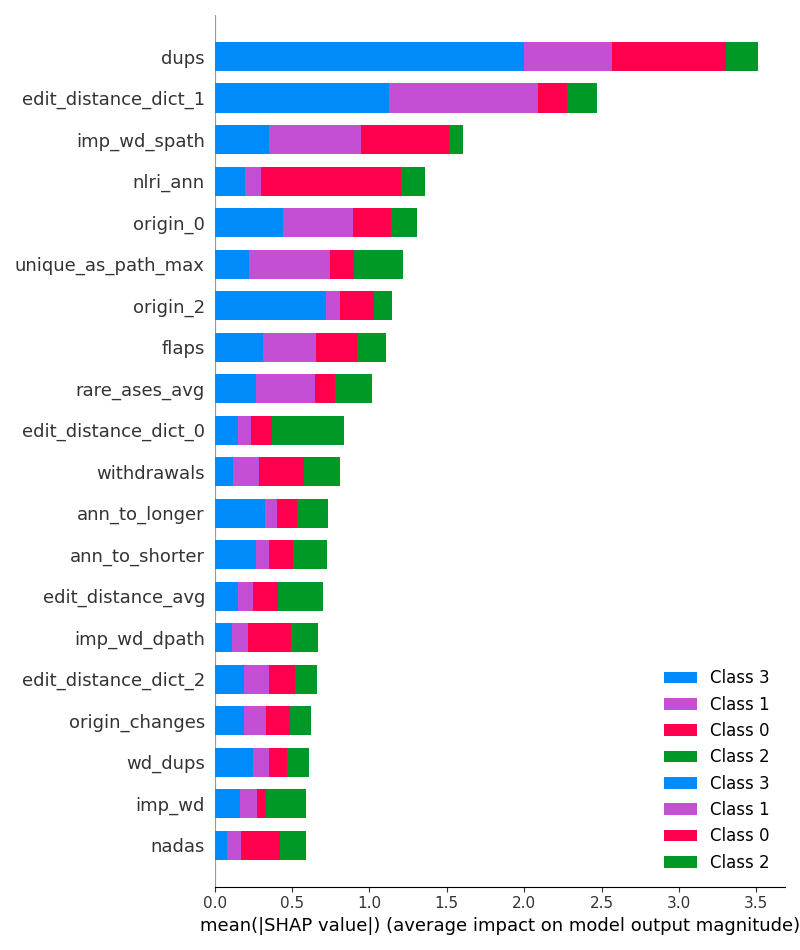 dups
edit_distance_dict_1
imp_wd_spath
nlri_ann
origin_0
unique_as_path_max
origin_2
flaps
rare_ases_avg
edit_distance_dict_0
withdrawals
ann_to_longer
ann_to_shorter
edit_distance_avg
imp_wd_dpath
edit_distance_dict_2
origin_changes
wd_dups
imp_wd
nadas
Class 3
Class 1
Class 0
Class 2
Class 3
Class 1
Class 0
Class 2
0.0 0.5 1.0 1.5 2.0 2.5 3.0 3.5
mean(|SHAP value|) (average impact on model output magnitude)